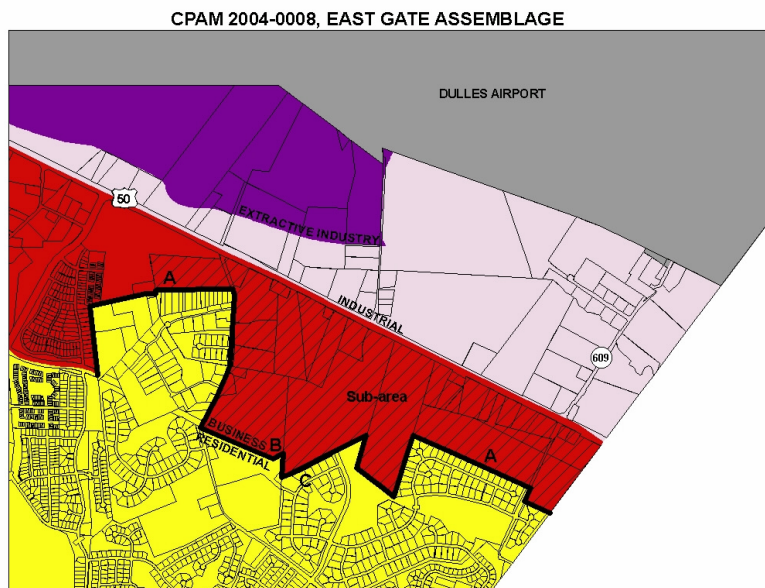 CPAM 2004-0008, EAST GATE ASSEMBLAGE
DULLES AIRPORT
50
EXTRACTIVE INDUSTRY
A
INDUSTRIAL
609
Sub-area
BUSINESS B
RESIDENTIAL
A
C